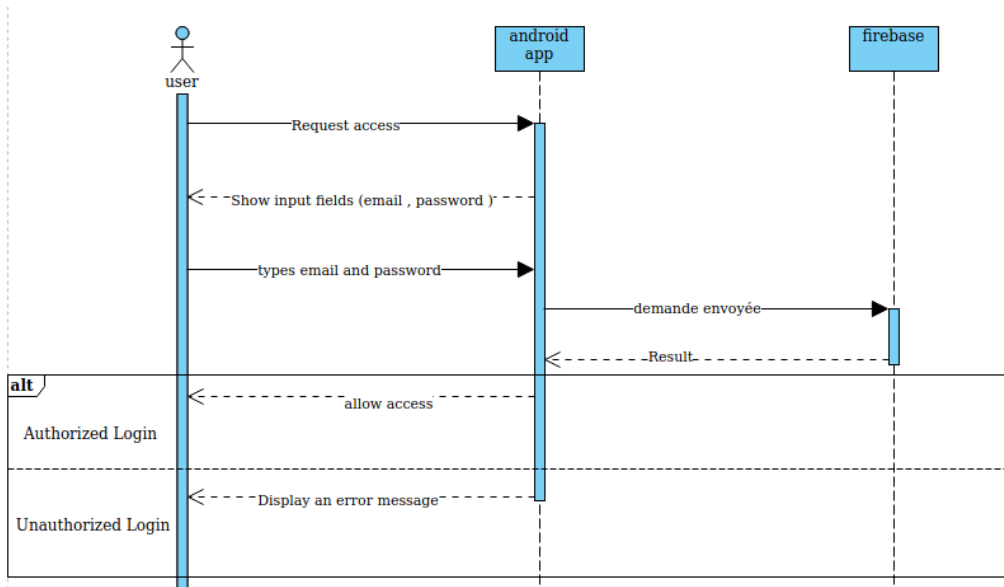 android
app
firebase
user
Request access
Show input fields (email , password )
types email and password
demande envoyée
Result
alt
allow access
Authorized Login
Display an error message
Unauthorized Login